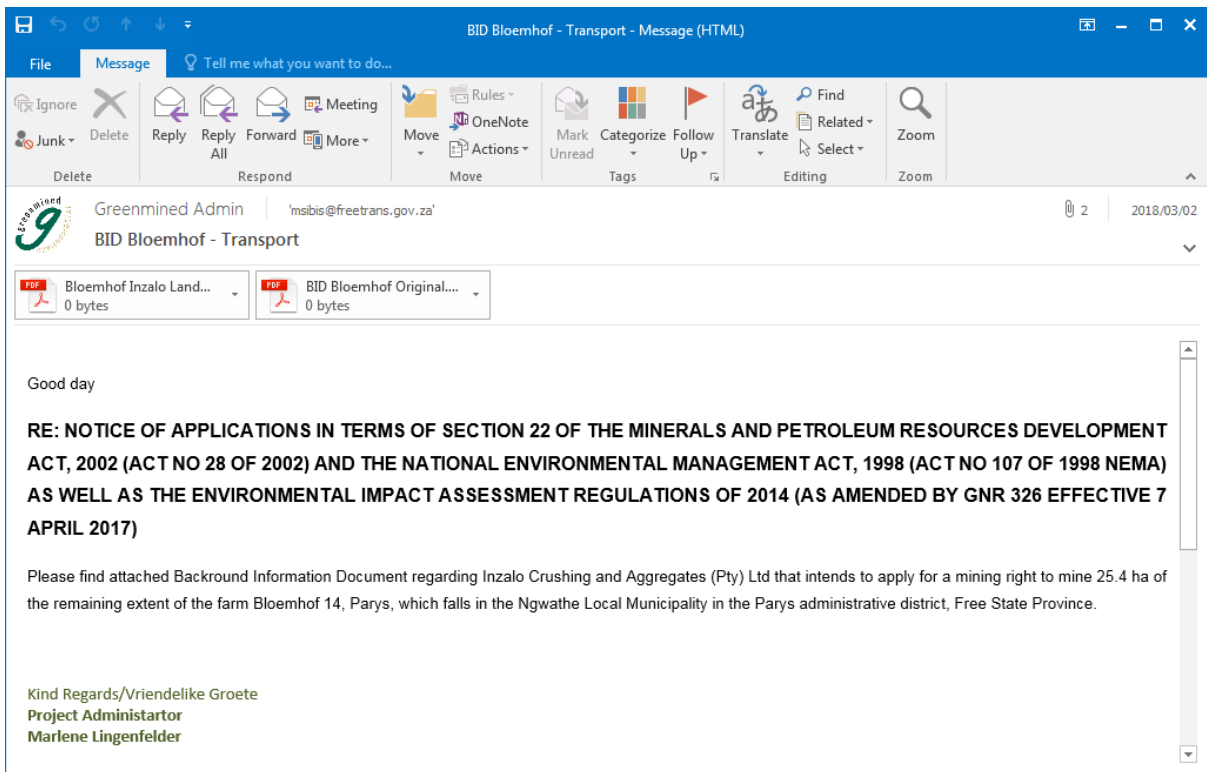 BID Bloemhof - Transport - Message (HTML)
File Message Tell me what you want to do...
Ignore
Junk
Delete
Reply
Reply All
Forward
Meeting
More
Move
Rules
OneNote
Actions
Mark Unread
Categorize
Follow Up
Translate
Find
Related
Select
Zoom
Delete Respond Move Tags Editing Zoom
greenmined
g
Greenmined Admin 'msibis@freetrans.gov.za' 2 2018/03/02
BID Bloemhof - Transport
PDF Bloemhof Inzalo Land...
0 bytes
PDF BID Bloemhof Original....
0 bytes
Good day
RE: NOTICE OF APPLICATIONS IN TERMS OF SECTION 22 OF THE MINERALS AND PETROLEUM RESOURCES DEVELOPMENT
ACT, 2002 (ACT NO 28 OF 2002) AND THE NATIONAL ENVIRONMENTAL MANAGEMENT ACT, 1998 (ACT NO 107 OF 1998 NEMA)
AS WELL AS THE ENVIRONMENTAL IMPACT ASSESSMENT REGULATIONS OF 2014 (AS AMENDED BY GNR 326 EFFECTIVE 7
APRIL 2017)
Please find attached Backround Information Document regarding Inzalo Crushing and Aggregates (Pty) Ltd that intends to apply for a mining right to mine 25.4 ha of
the remaining extent of the farm Bloemhof 14, Parys, which falls in the Ngwathe Local Municipality in the Parys administrative district, Free State Province.
Kind Regards/Vriendelike Groete
Project Administartor
Marlene Lingenfelder